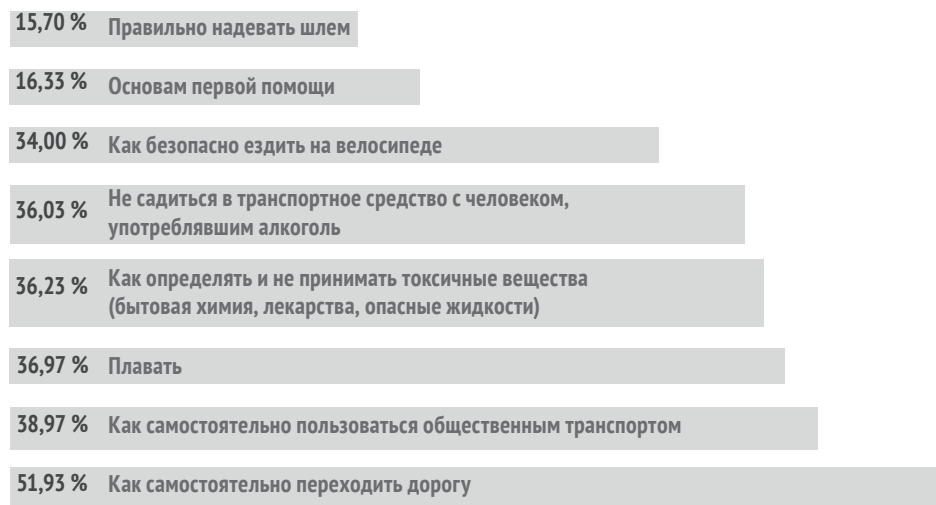 15,70 % Правильно надевать шлем
16,33 % Основам первой помощи
34,00 % Как безопасно ездить на велосипеде
36,03 % Не садиться в транспортное средство с человеком,
употреблявшим алкоголь
36,23 % Как определять и не принимать токсичные вещества
(бытовая химия, лекарства, опасные жидкости)
36,97 % Плавать
38,97 % Как самостоятельно пользоваться общественным транспортом
51,93 % Как самостоятельно переходить дорогу